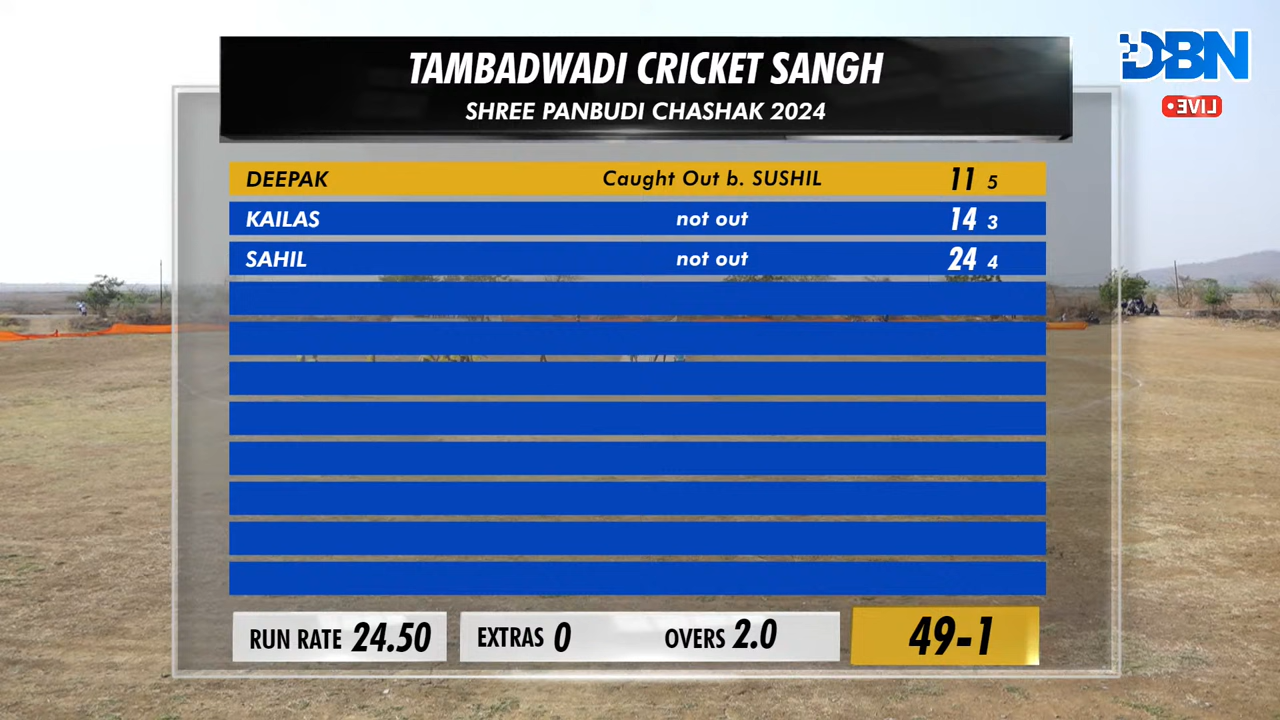 TAMBADWADI CRICKET SANGH
SHREE PANBUDI CHASHAK 2024
DBN
LIVE
DEEPAK Caught Out b. SUSHIL 11 5
KAILAS not out 14 3
SAHIL not out 24 4
RUN RATE 24.50 EXTRAS 0 OVERS 2.0 49-1